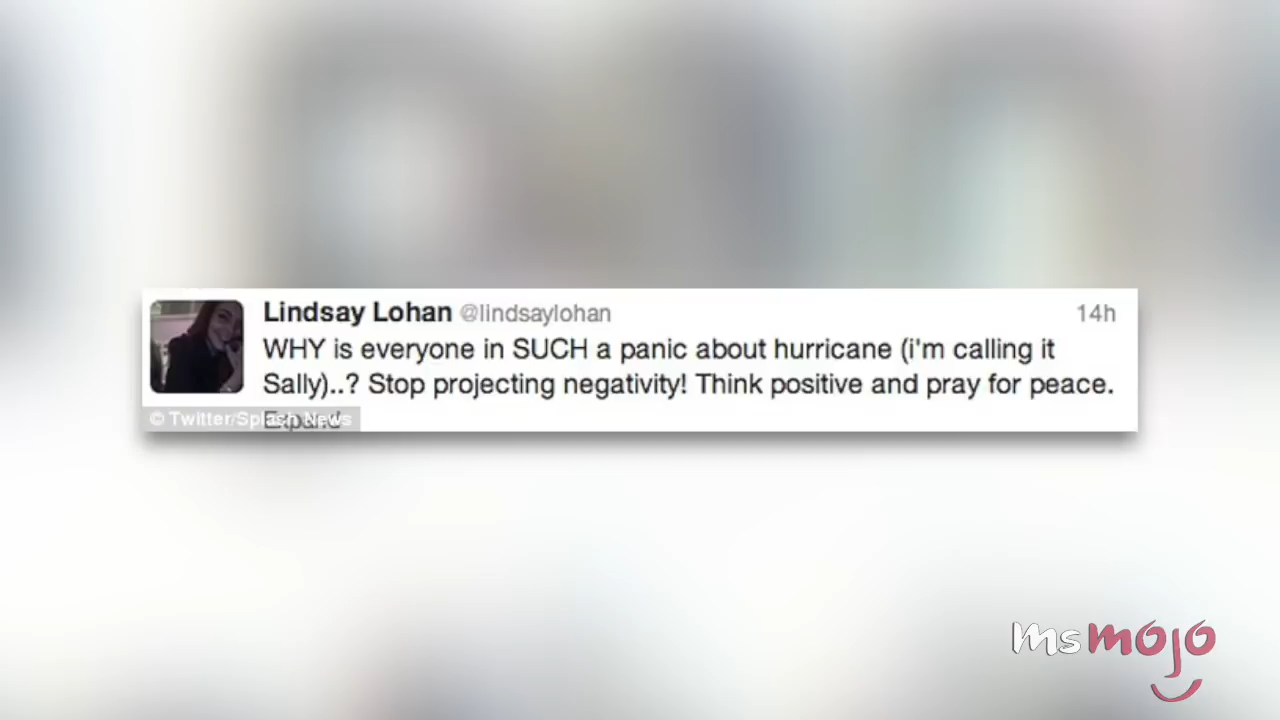 Lindsay Lohan @lindsaylohan 14h
WHY is everyone in SUCH a panic about hurricane (i'm calling it
Sally)..? Stop projecting negativity! Think positive and pray for peace.
Expand
© Twitter/Splash News
msmojo